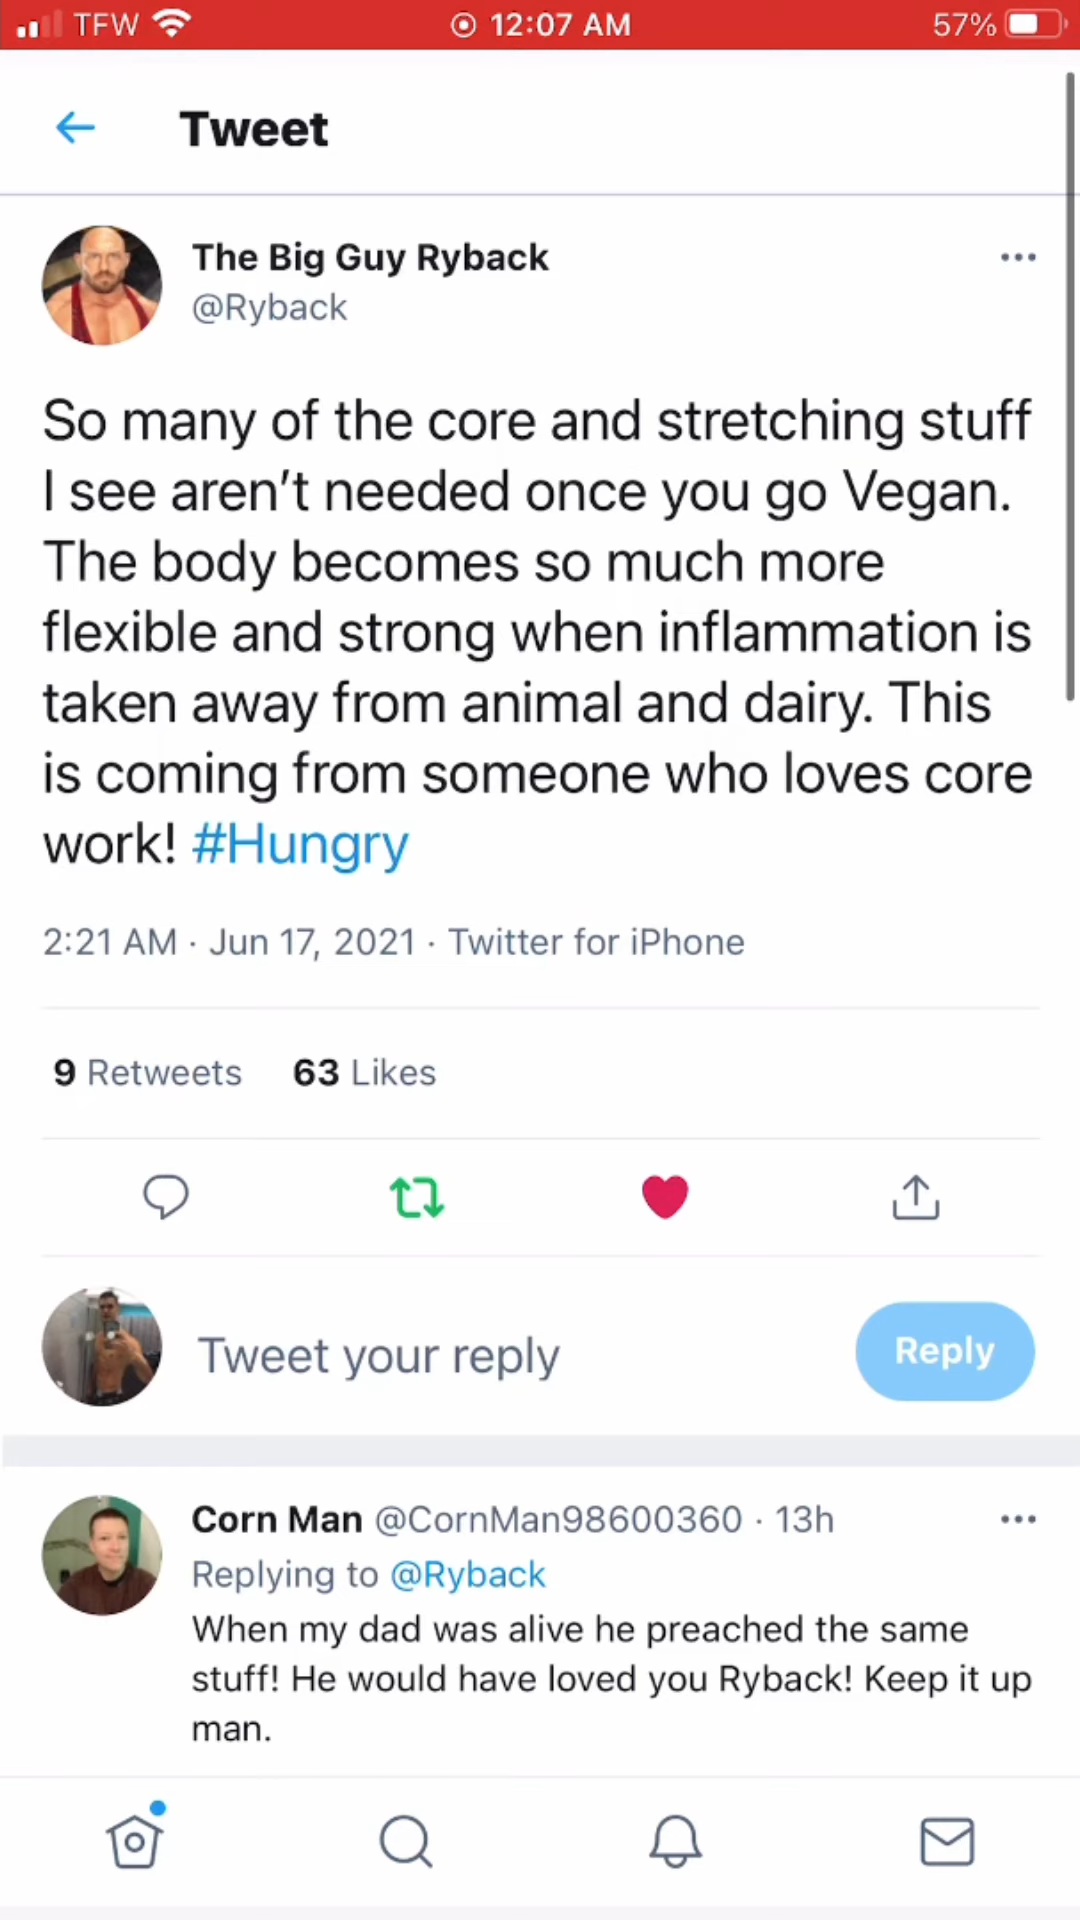 TFW 12:07 AM 57%
Tweet
The Big Guy Ryback
@Ryback
So many of the core and stretching stuff
I see aren’t needed once you go Vegan.
The body becomes so much more
flexible and strong when inflammation is
taken away from animal and dairy. This
is coming from someone who loves core
work! #Hungry
2:21 AM · Jun 17, 2021 · Twitter for iPhone
9 Retweets 63 Likes
Tweet your reply
Reply
Corn Man @CornMan98600360 · 13h
Replying to @Ryback
When my dad was alive he preached the same
stuff! He would have loved you Ryback! Keep it up
man.